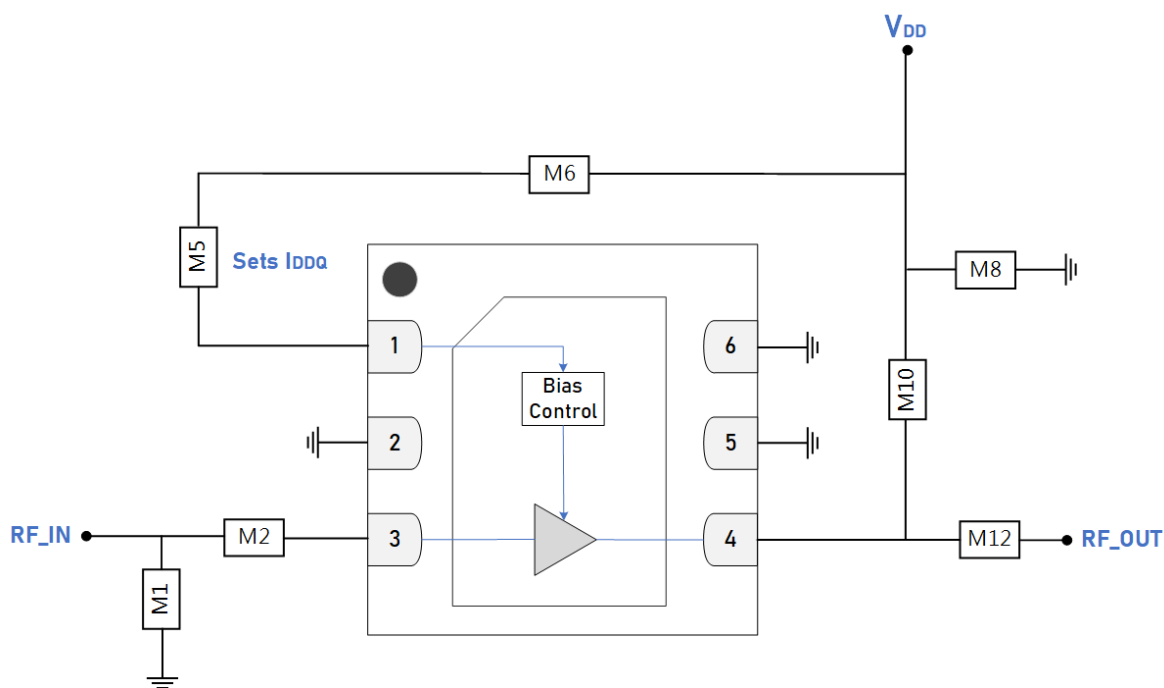 VDD
M6
M5
Sets IDDQ
M8
1
6
Bias
Control
M10
2
5
RF_IN
M2
3
4
M12
RF_OUT
M1